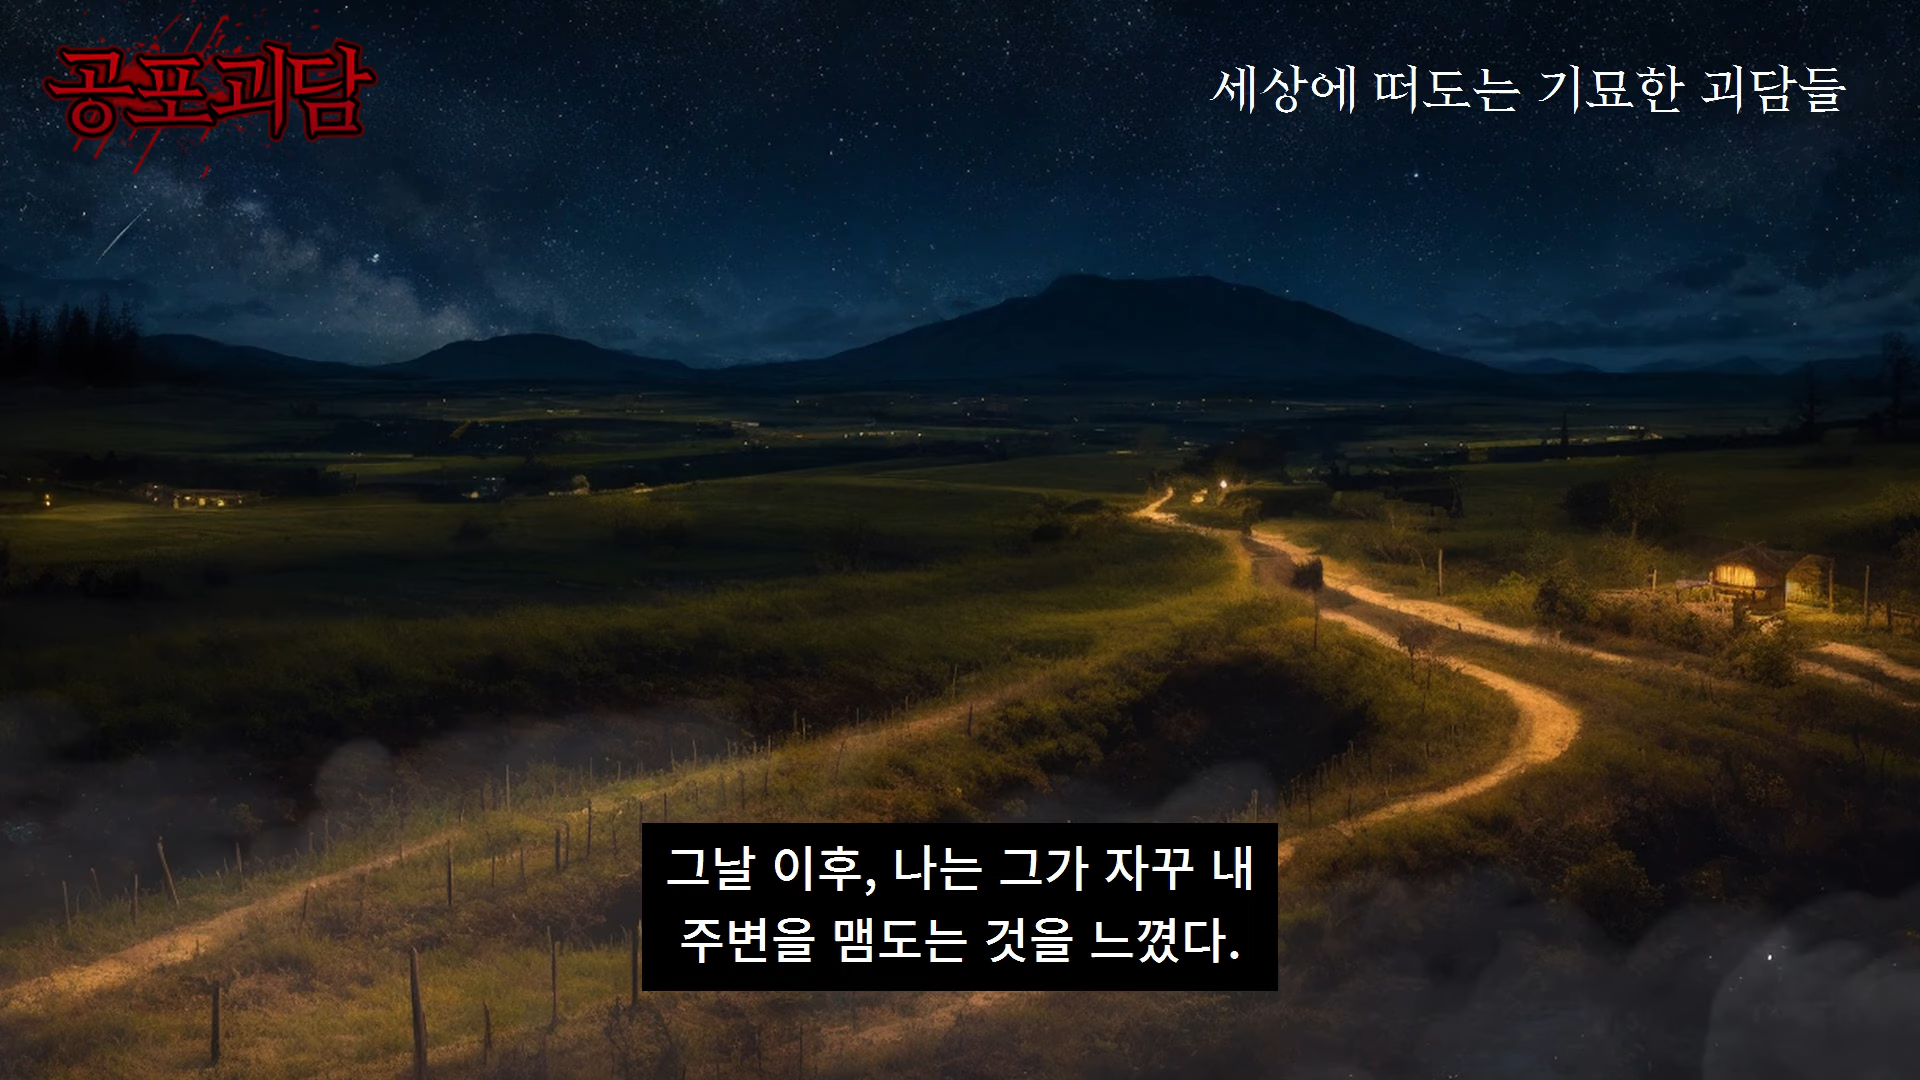 공포괴담
세상에 떠도는 기묘한 괴담들
그날 이후, 나는 그가 자꾸 내
주변을 맴도는 것을 느꼈다.